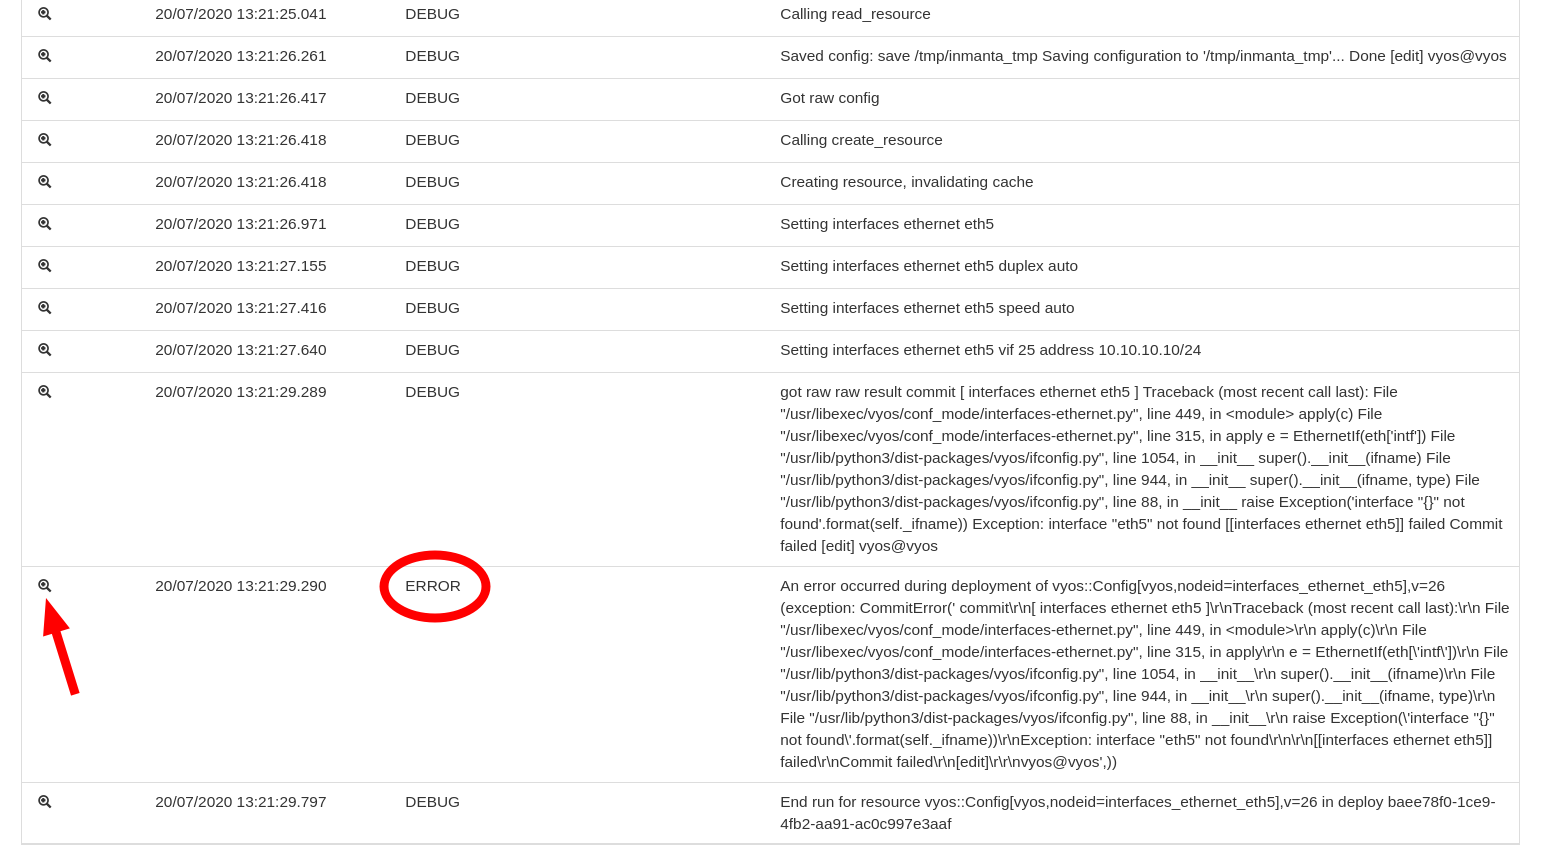 20/07/2020 13:21:25.041 DEBUG Calling read_resource
20/07/2020 13:21:26.261 DEBUG Saved config: save /tmp/inmanta_tmp Saving configuration to '/tmp/inmanta_tmp'... Done [edit] vyos@vyos
20/07/2020 13:21:26.417 DEBUG Got raw config
20/07/2020 13:21:26.418 DEBUG Calling create_resource
20/07/2020 13:21:26.418 DEBUG Creating resource, invalidating cache
20/07/2020 13:21:26.971 DEBUG Setting interfaces ethernet eth5
20/07/2020 13:21:27.155 DEBUG Setting interfaces ethernet eth5 duplex auto
20/07/2020 13:21:27.416 DEBUG Setting interfaces ethernet eth5 speed auto
20/07/2020 13:21:27.640 DEBUG Setting interfaces ethernet eth5 vif 25 address 10.10.10.10/24
20/07/2020 13:21:29.289 DEBUG got raw raw result commit [ interfaces ethernet eth5 ] Traceback (most recent call last): File
"/usr/libexec/vyos/conf_mode/interfaces-ethernet.py", line 449, in <module> apply(c) File
"/usr/libexec/vyos/conf_mode/interfaces-ethernet.py", line 315, in apply e = EthernetIf(eth['intf']) File
"/usr/lib/python3/dist-packages/vyos/ifconfig.py", line 1054, in __init__ super().__init__(ifname) File
"/usr/lib/python3/dist-packages/vyos/ifconfig.py", line 944, in __init__ super().__init__(ifname, type) File
"/usr/lib/python3/dist-packages/vyos/ifconfig.py", line 88, in __init__ raise Exception('interface "{}" not
found'.format(self._ifname)) Exception: interface "eth5" not found [[interfaces ethernet eth5]] failed Commit
failed [edit] vyos@vyos
20/07/2020 13:21:29.290 ERROR An error occurred during deployment of vyos::Config[vyos,nodeid=interfaces_ethernet_eth5],v=26
(exception: CommitError(' commit\r\n[ interfaces ethernet eth5 ]\r\nTraceback (most recent call last):\r\n File
"/usr/libexec/vyos/conf_mode/interfaces-ethernet.py", line 449, in <module>\r\n apply(c)\r\n File
"/usr/libexec/vyos/conf_mode/interfaces-ethernet.py", line 315, in apply\r\n e = EthernetIf(eth[\'intf\'])\r\n File
"/usr/lib/python3/dist-packages/vyos/ifconfig.py", line 1054, in __init__\r\n super().__init__(ifname)\r\n File
"/usr/lib/python3/dist-packages/vyos/ifconfig.py", line 944, in __init__\r\n super().__init__(ifname, type)\r\n
File "/usr/lib/python3/dist-packages/vyos/ifconfig.py", line 88, in __init__\r\n raise Exception(\'interface "{}"
not found\'.format(self._ifname))\r\nException: interface "eth5" not found\r\n\r\n[[interfaces ethernet eth5]]
failed\r\nCommit failed\r\n[edit]\r\r\nvyos@vyos',))
20/07/2020 13:21:29.797 DEBUG End run for resource vyos::Config[vyos,nodeid=interfaces_ethernet_eth5],v=26 in deploy baee78f0-1ce9-
4fb2-aa91-ac0c997e3aaf